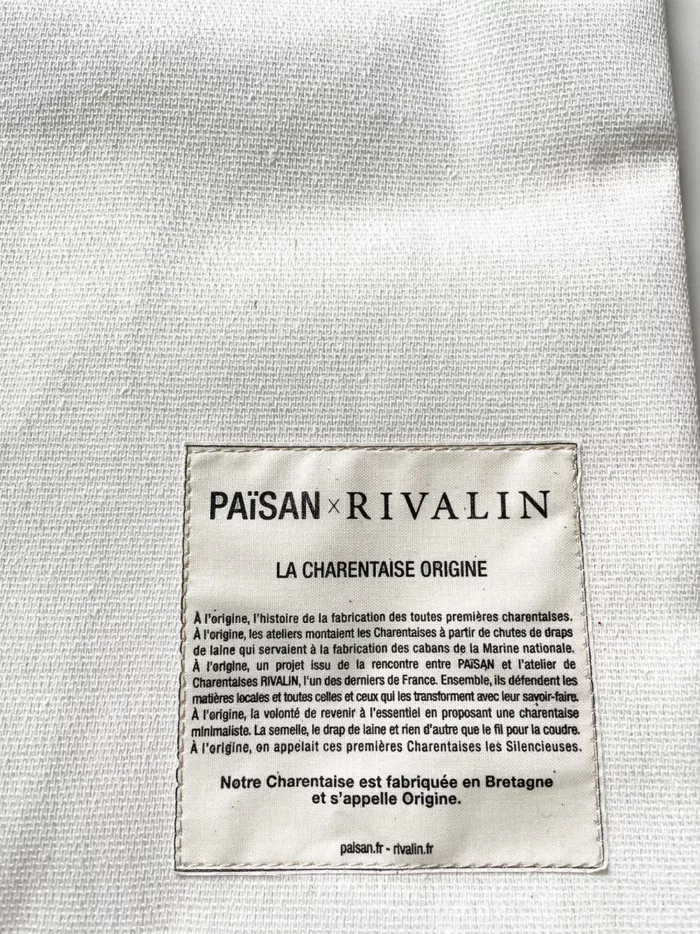 PAÏSAN x RIVALIN
LA CHARENTAISE ORIGINE
À l'origine, l'histoire de la fabrication des toutes premières charentaises.
À l'origine, les ateliers montaient les Charentaises à partir de chutes de draps
de laine qui servaient à la fabrication des cabans de la Marine nationale.
À l'origine, un projet issu de la rencontre entre PAÏSAN et l'atelier de
Charentaises RIVALIN, l'un des derniers de France. Ensemble, ils défendent les
matières locales et toutes celles et ceux qui les transforment avec leur savoir-faire.
À l'origine, la volonté de revenir à l'essentiel en proposant une charentaise
minimaliste. La semelle, le drap de laine et rien d'autre que le fil pour la coudre.
À l'origine, on appelait ces premières Charentaises les Silencieuses.
Notre Charentaise est fabriquée en Bretagne
et s'appelle Origine.
paisan.fr - rivalin.fr